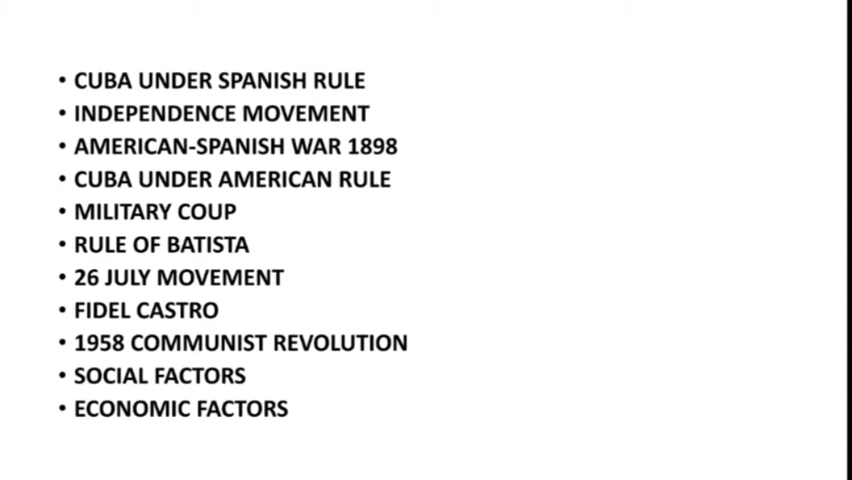 • CUBA UNDER SPANISH RULE
• INDEPENDENCE MOVEMENT
• AMERICAN-SPANISH WAR 1898
• CUBA UNDER AMERICAN RULE
• MILITARY COUP
• RULE OF BATISTA
• 26 JULY MOVEMENT
• FIDEL CASTRO
• 1958 COMMUNIST REVOLUTION
• SOCIAL FACTORS
• ECONOMIC FACTORS